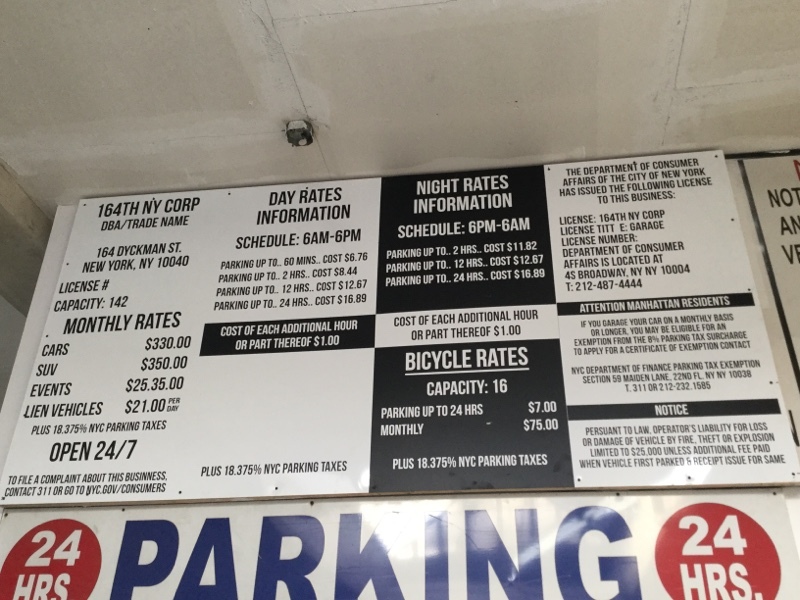 164TH NY CORP
DBA/TRADE NAME
164 DYCKMAN ST.
NEW YORK, NY 10040
LICENSE #
CAPACITY: 142
MONTHLY RATES
CARS $330.00
SUV $350.00
EVENTS $25.35.00
LIEN VEHICLES $21.00 PER DAY
PLUS 18.375% NYC PARKING TAXES
OPEN 24/7
TO FILE A COMPLAINT ABOUT THIS BUSINNESS,
CONTACT 311 OR GO TO NYC.GOV/CONSUMERS
DAY RATES
INFORMATION
SCHEDULE: 6AM-6PM
PARKING UP TO.. 60 MINS.. COST $6.76
PARKING UP TO.. 2 HRS.. COST $8.44
PARKING UP TO.. 12 HRS.. COST $12.67
PARKING UP TO.. 24 HRS.. COST $16.89
COST OF EACH ADDITIONAL HOUR
OR PART THEREOF $1.00
PLUS 18.375% NYC PARKING TAXES
NIGHT RATES
INFORMATION
SCHEDULE: 6PM-6AM
PARKING UP TO.. 2 HRS.. COST $11.82
PARKING UP TO.. 12 HRS.. COST $12.67
PARKING UP TO.. 24 HRS.. COST $16.89
COST OF EACH ADDITIONAL HOUR
OR PART THEREOF $1.00
BICYCLE RATES
CAPACITY: 16
PARKING UP TO 24 HRS $7.00
MONTHLY $75.00
PLUS 18.375% NYC PARKING TAXES
THE DEPARTMENT OF CONSUMER
AFFAIRS OF THE CITY OF NEW YORK
HAS ISSUED THE FOLLOWING LICENSE
TO THIS BUSINESS:
LICENSE: 164TH NY CORP
LICENSE TITT E: GARAGE
LICENSE NUMBER:
DEPARTMENT OF CONSUMER
AFFAIRS IS LOCATED AT
4S BROADWAY, NY NY 10004
T: 212-487-4444
ATTENTION MANHATTAN RESIDENTS
IF YOU GARAGE YOUR CAR ON A MONTHLY BASIS
OR LONGER, YOU MAY BE ELIGIBLE FOR AN
EXEMPTION FROM THE 8% PARKING TAX SURCHARGE
TO APPLY FOR A CERTIFICATE OF EXEMPTION CONTACT
NYC DEPARTMENT OF FINANCE PARKING TAX EXEMPTION
SECTION 59 MAIDEN LANE, 22ND FL, NY NY 10038
T. 311 OR 212-232.1585
NOTICE
PERSUANT TO LAW, OPERATOR'S LIABILITY FOR LOSS
OR DAMAGE OF VEHICLE BY FIRE, THEFT OR EXPLOSION
LIMITED TO $25,000 UNLESS ADDITIONAL FEE PAID
WHEN VEHICLE FIRST PARKED & RECEIPT ISSUE FOR SAME
NOT
AN
VE
24
HRS.
PARKING
24
HRS.